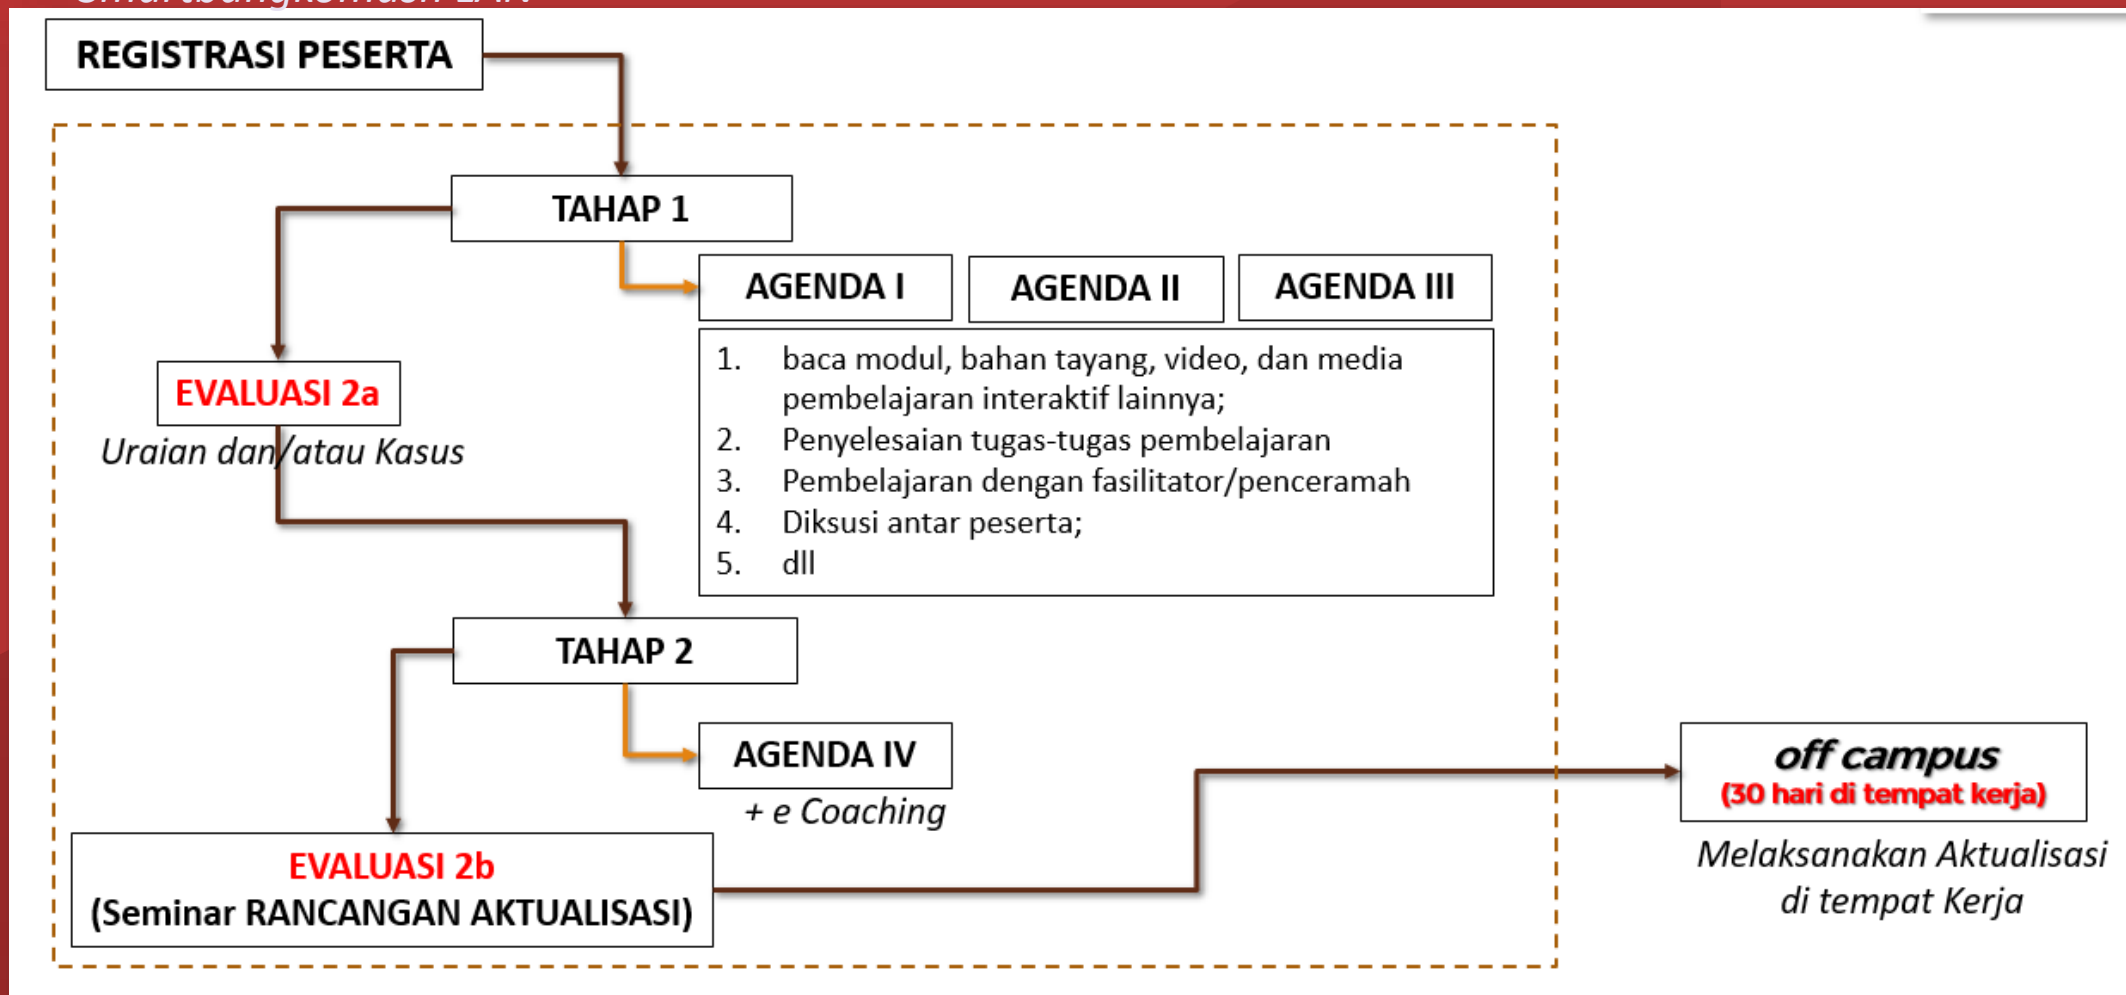 REGISTRASI PESERTA
TAHAP 1
AGENDA I
AGENDA II
AGENDA III
1. baca modul, bahan tayang, video, dan media
pembelajaran interaktif lainnya;
2. Penyelesaian tugas-tugas pembelajaran
3. Pembelajaran dengan fasilitator/penceramah
4. Diksusi antar peserta;
5. dll
EVALUASI 2a
Uraian dan/atau Kasus
TAHAP 2
AGENDA IV
+ e Coaching
EVALUASI 2b
(Seminar RANCANGAN AKTUALISASI)
off campus
(30 hari di tempat kerja)
Melaksanakan Aktualisasi
di tempat Kerja